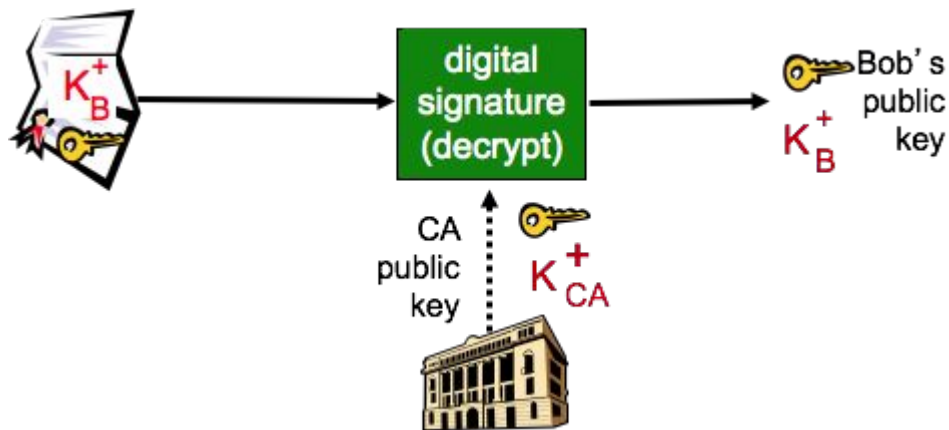 K+B
digital
signature
(decrypt)
Bob's
public
key
K+B
CA
public
key
K+CA